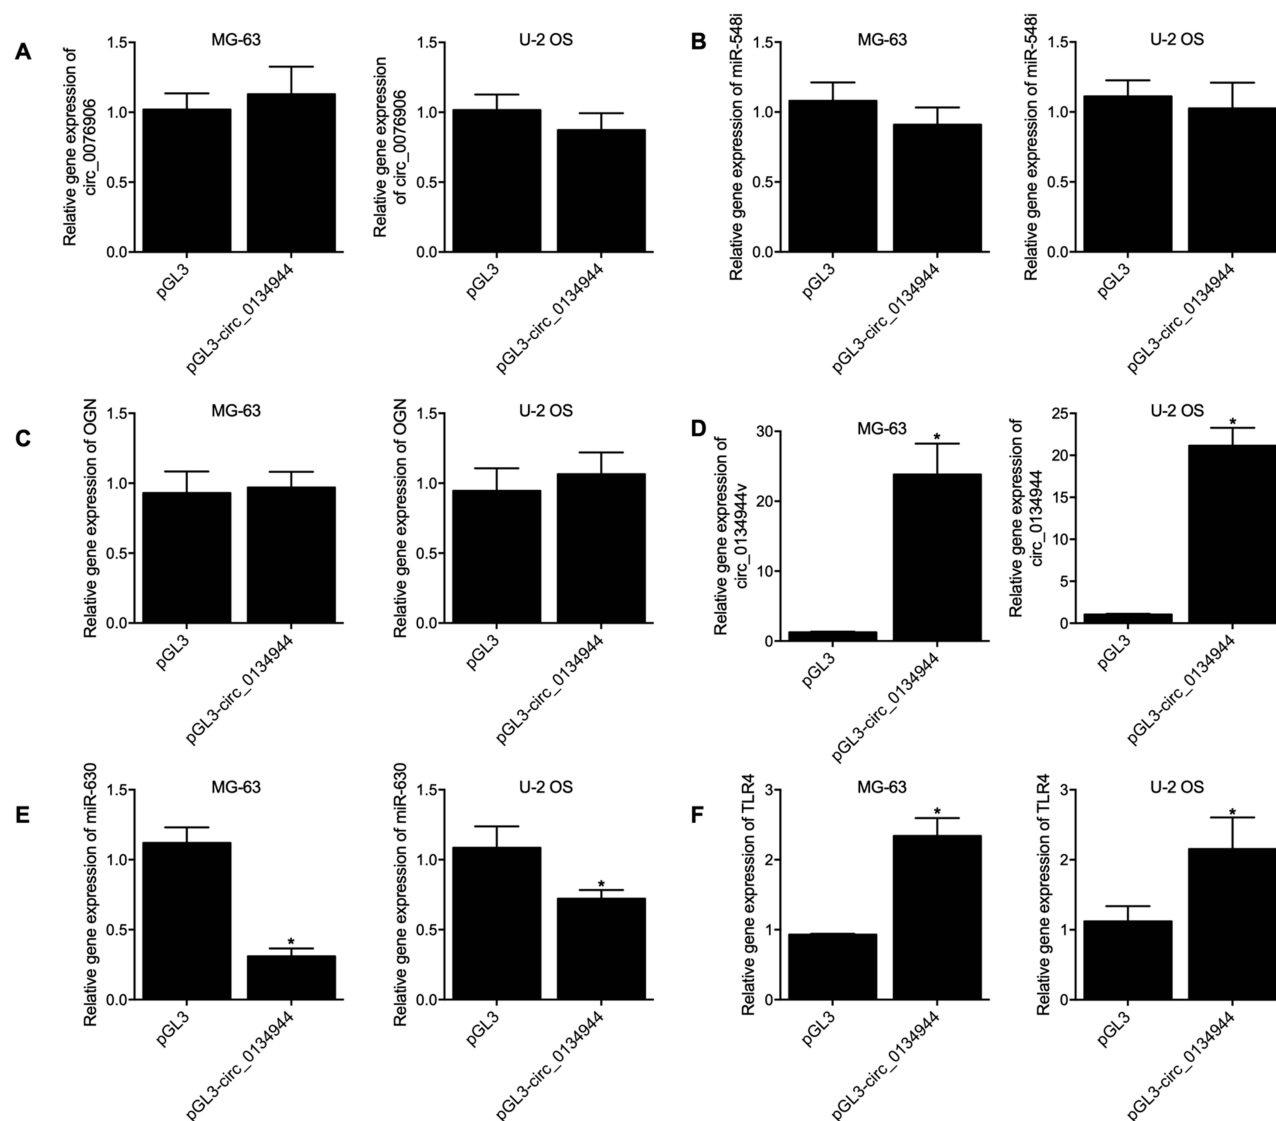 A
Relative gene expression of
circ_0076906
MG-63
1.5
1.0
0.5
0.0
pGL3
pGL3-circ_0134944
Relative gene expression
of circ_0076906
U-2 OS
1.5
1.0
0.5
0.0
pGL3
pGL3-circ_0134944
B
Relative gene expression of miR-548i
MG-63
1.5
1.0
0.5
0.0
pGL3
pGL3-circ_0134944
Relative gene expression of miR-548i
U-2 OS
1.5
1.0
0.5
0.0
pGL3
pGL3-circ_0134944
C
Relative gene expression of OGN
MG-63
1.5
1.0
0.5
0.0
pGL3
pGL3-circ_0134944
Relative gene expression of OGN
U-2 OS
1.5
1.0
0.5
0.0
pGL3
pGL3-circ_0134944
D
Relative gene expression of
circ_0134944v
MG-63
30
20
10
0
*
pGL3
pGL3-circ_0134944
Relative gene expression of
circ_0134944
U-2 OS
25
20
15
10
5
0
*
pGL3
pGL3-circ_0134944
E
Relative gene expression of miR-630
MG-63
1.5
1.0
0.5
0.0
*
pGL3
pGL3-circ_0134944
Relative gene expression of miR-630
U-2 OS
1.5
1.0
0.5
0.0
*
pGL3
pGL3-circ_0134944
F
Relative gene expression of TLR4
MG-63
3
2
1
0
*
pGL3
pGL3-circ_0134944
Relative gene expression of TLR4
U-2 OS
3
2
1
0
*
pGL3
pGL3-circ_0134944